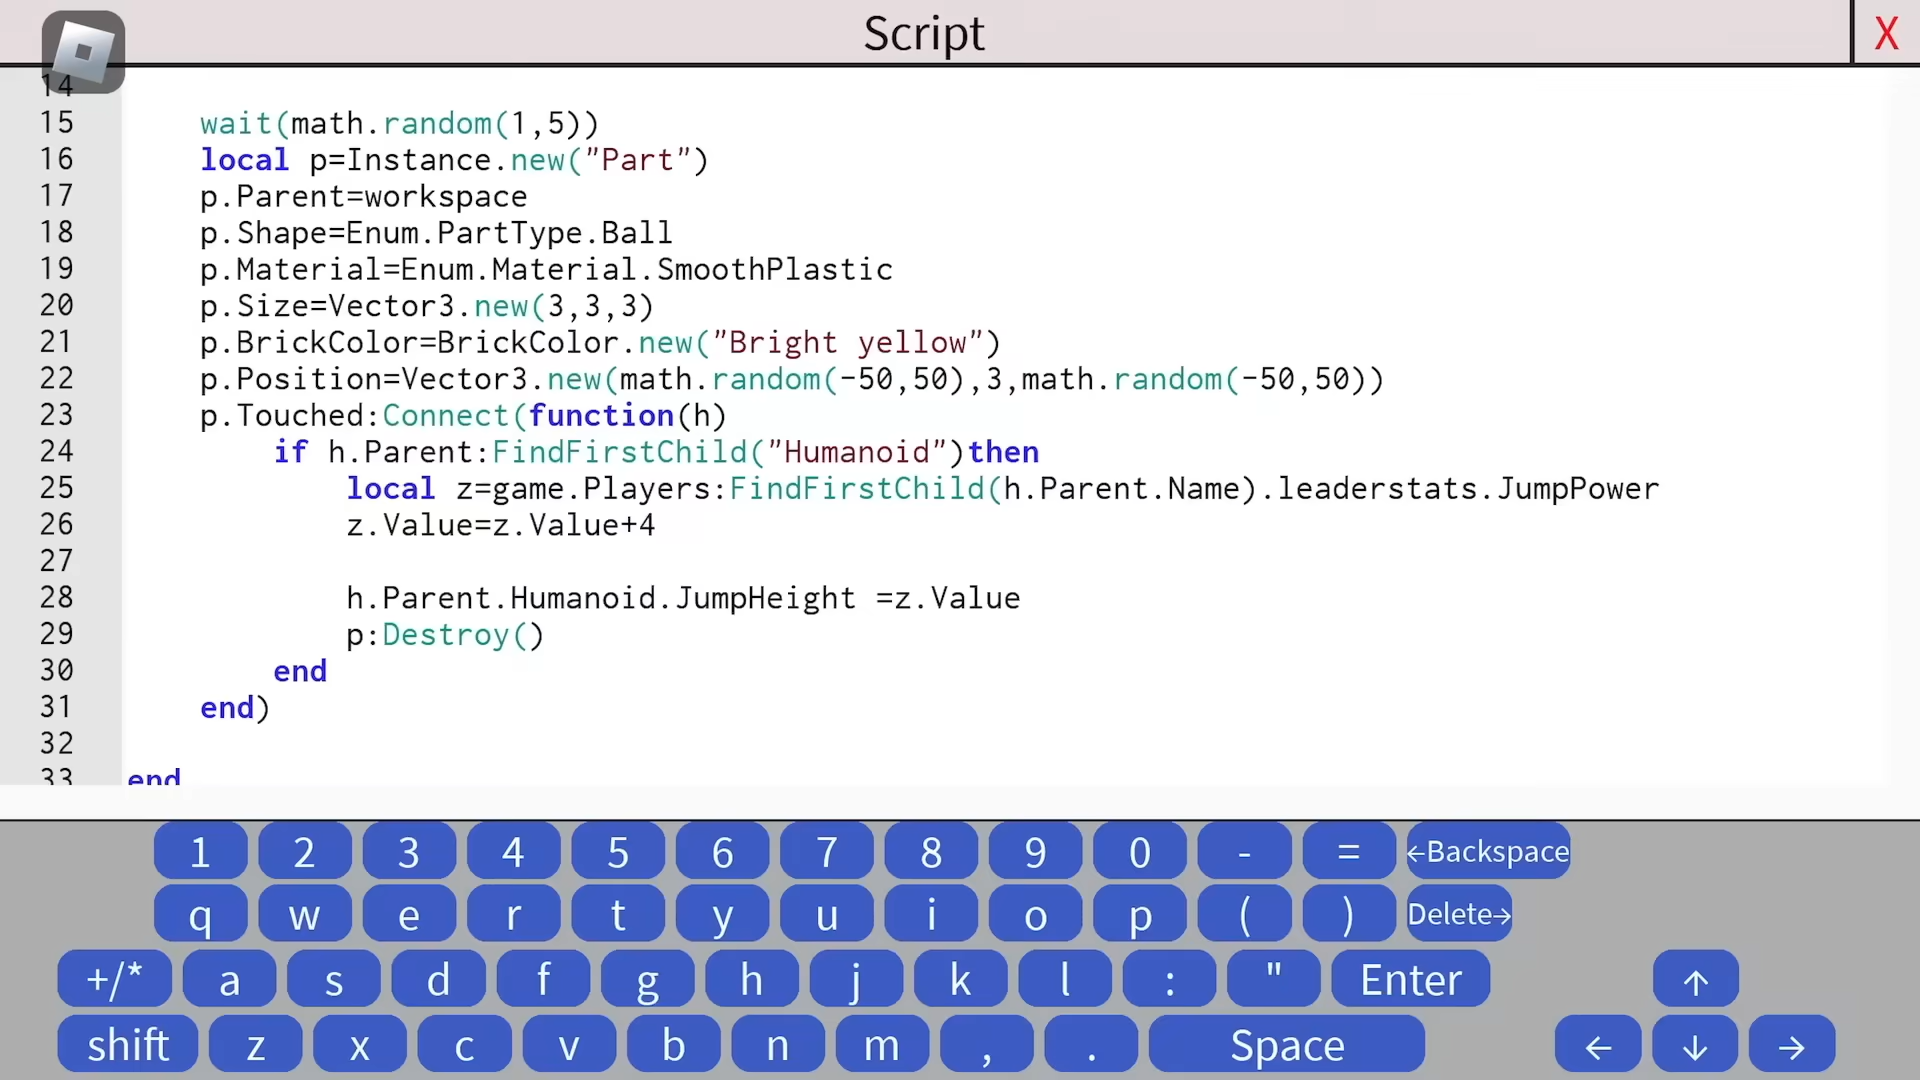 Script
X
14
15 wait(math.random(1,5))
16 local p=Instance.new("Part")
17 p.Parent=workspace
18 p.Shape=Enum.PartType.Ball
19 p.Material=Enum.Material.SmoothPlastic
20 p.Size=Vector3.new(3,3,3)
21 p.BrickColor=BrickColor.new("Bright yellow")
22 p.Position=Vector3.new(math.random(-50,50),3,math.random(-50,50))
23 p.Touched:Connect(function(h)
24 if h.Parent:FindFirstChild("Humanoid")then
25 local z=game.Players:FindFirstChild(h.Parent.Name).leaderstats.JumpPower
26 z.Value=z.Value+4
27
28 h.Parent.Humanoid.JumpHeight =z.Value
29 p:Destroy()
30 end
31 end)
32
33 end
1 2 3 4 5 6 7 8 9 0 - = ←Backspace
q w e r t y u i o p ( ) Delete→
+/* a s d f g h j k l : " Enter ↑
shift z x c v b n m , . Space ← ↓ →